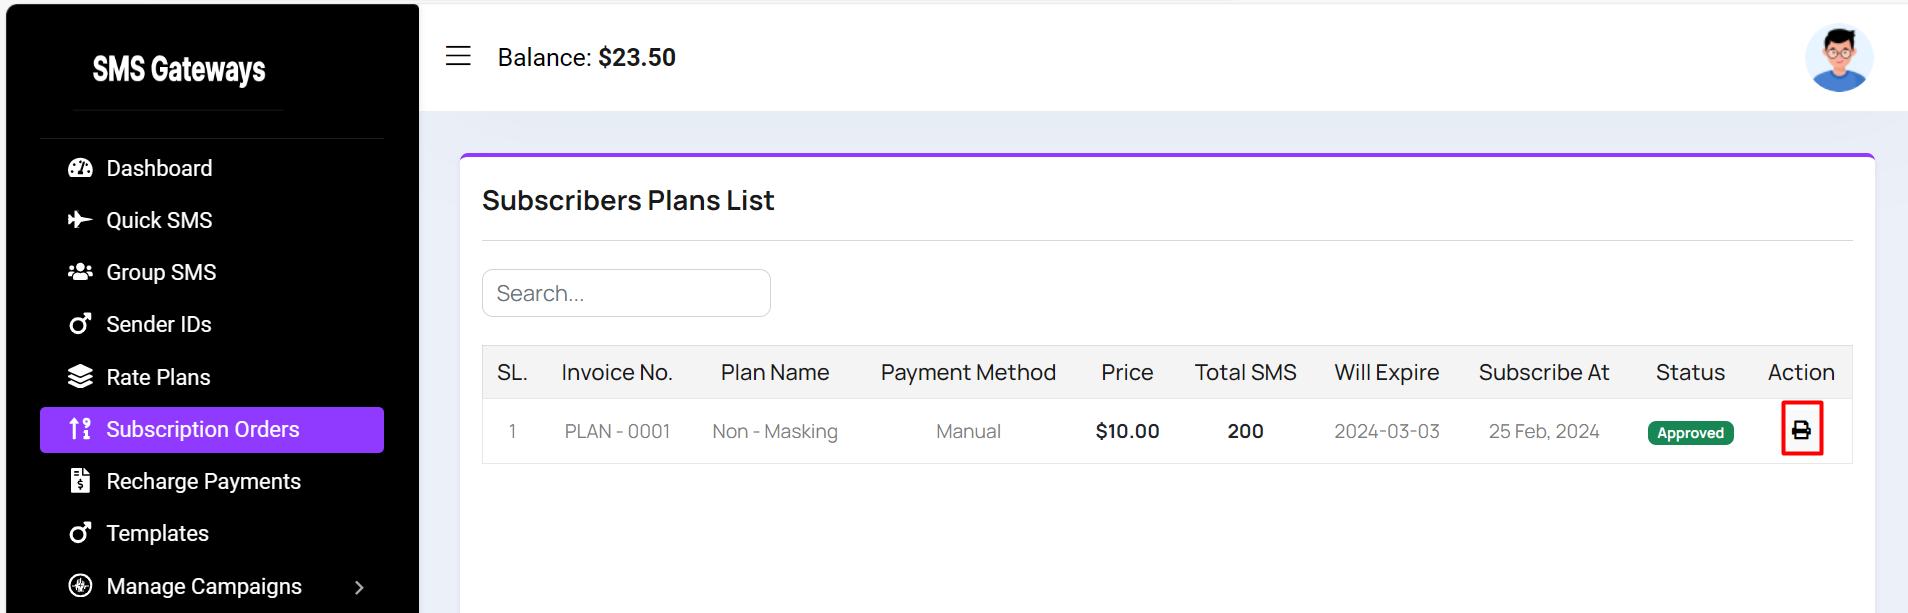 SMS Gateways
Balance: $23.50
Dashboard
Quick SMS
Group SMS
Sender IDs
Rate Plans
Subscription Orders
Recharge Payments
Templates
Manage Campaigns
Subscribers Plans List
Search...
SL. Invoice No. Plan Name Payment Method Price Total SMS Will Expire Subscribe At Status Action
1 PLAN - 0001 Non - Masking Manual $10.00 200 2024-03-03 25 Feb, 2024 Approved